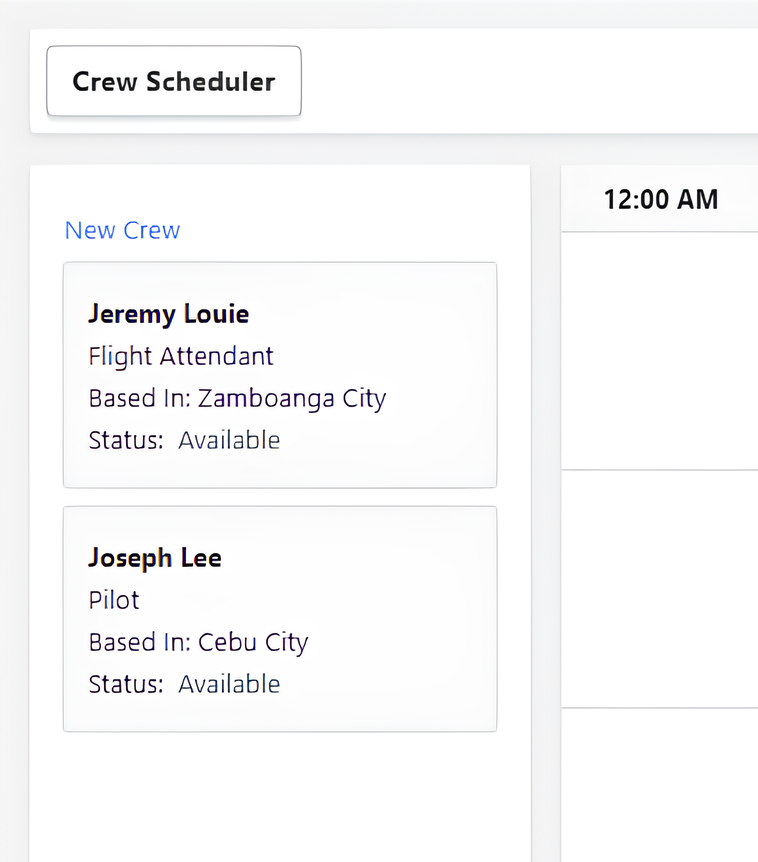 Crew Scheduler
New Crew
Jeremy Louie
Flight Attendant
Based In: Zamboanga City
Status: Available
Joseph Lee
Pilot
Based In: Cebu City
Status: Available
12:00 AM